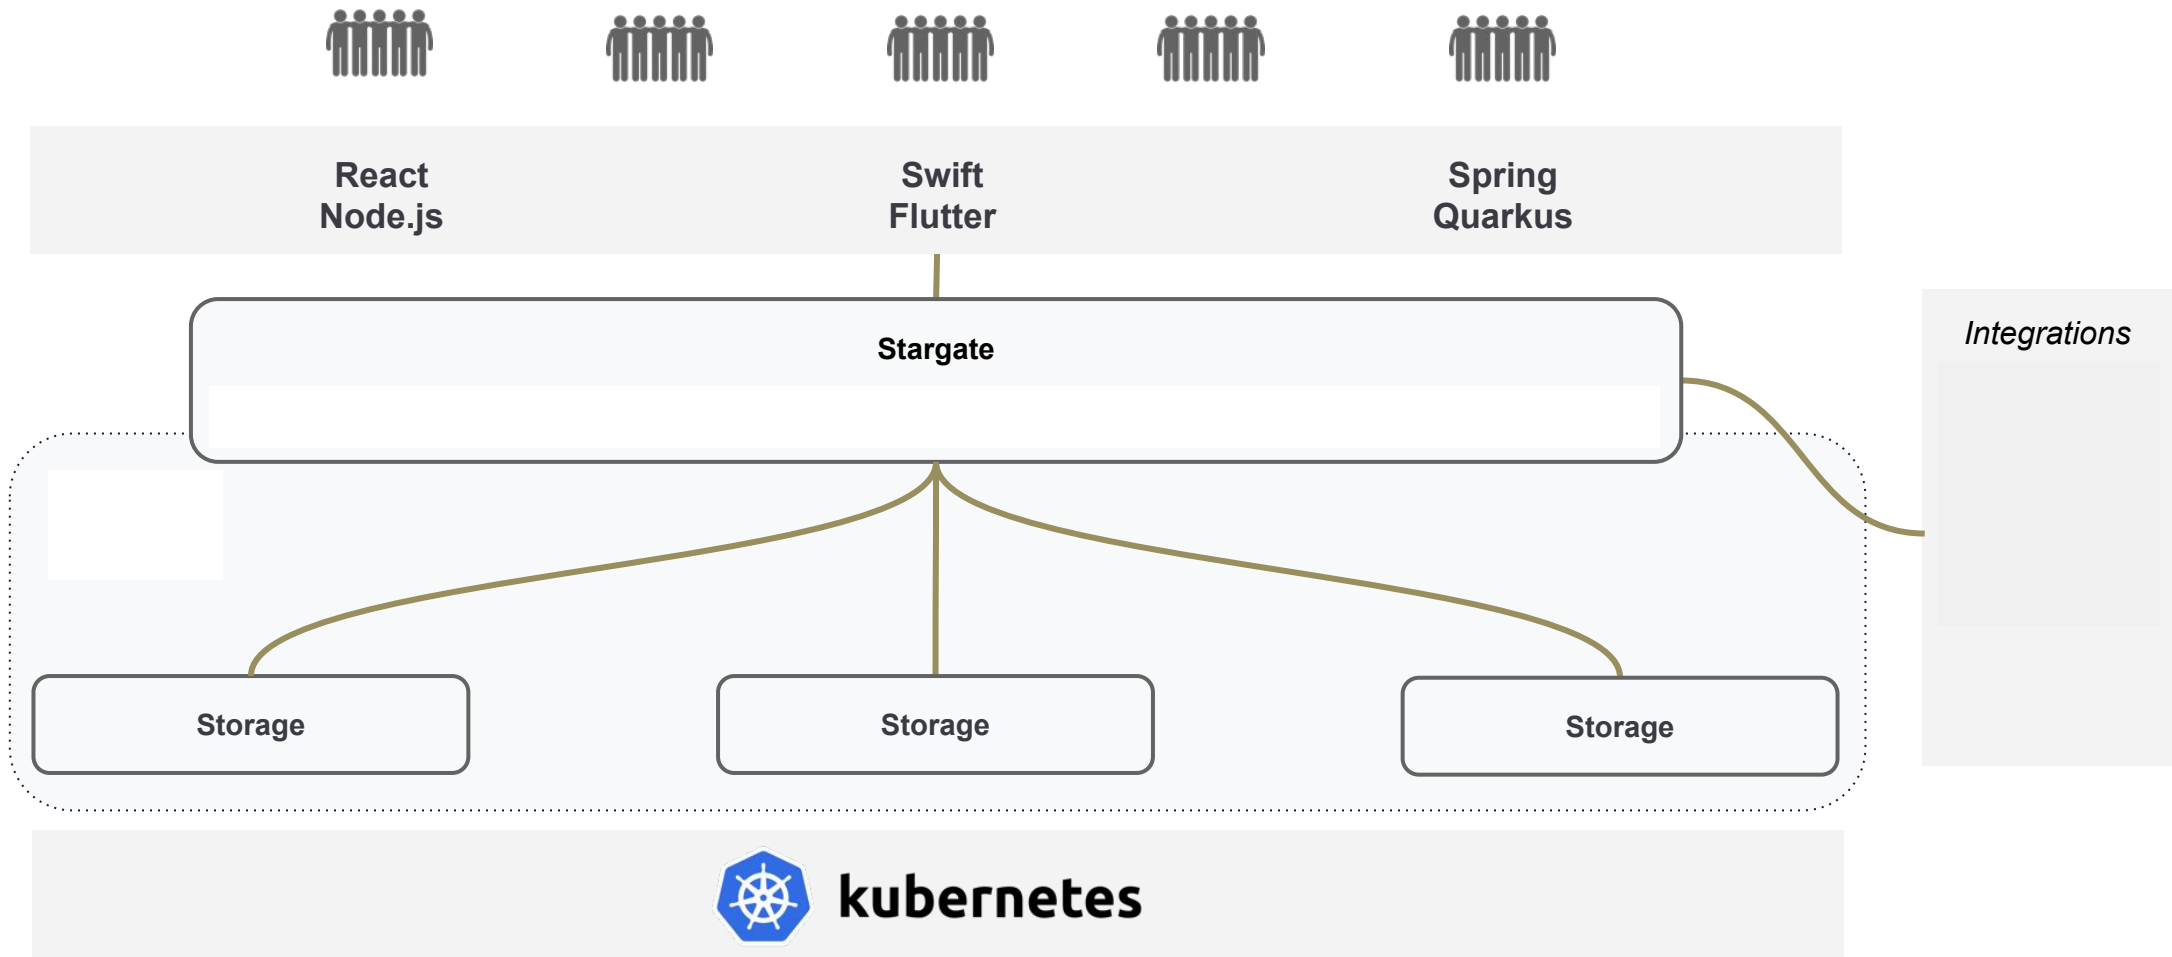 React
Node.js
Swift
Flutter
Spring
Quarkus
Stargate
Integrations
Storage
Storage
Storage
kubernetes